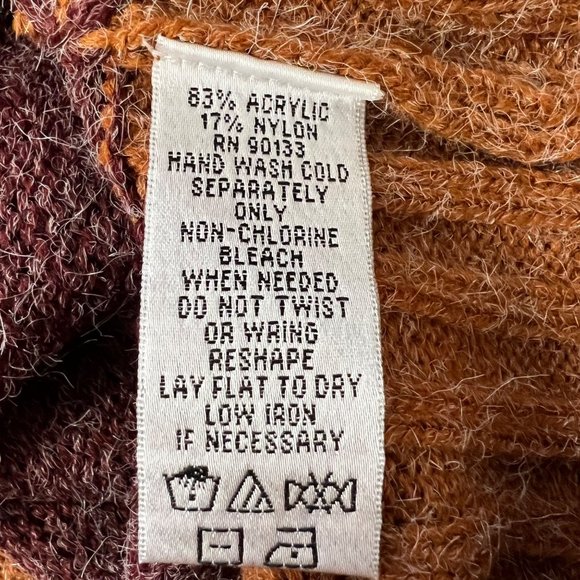 83% ACRYLIC
17% NYLON
RN 90133
HAND WASH COLD
SEPARATELY
ONLY
NON-CHLORINE
BLEACH
WHEN NEEDED
DO NOT TWIST
OR WRING
RESHAPE
LAY FLAT TO DRY
LOW IRON
IF NECESSARY